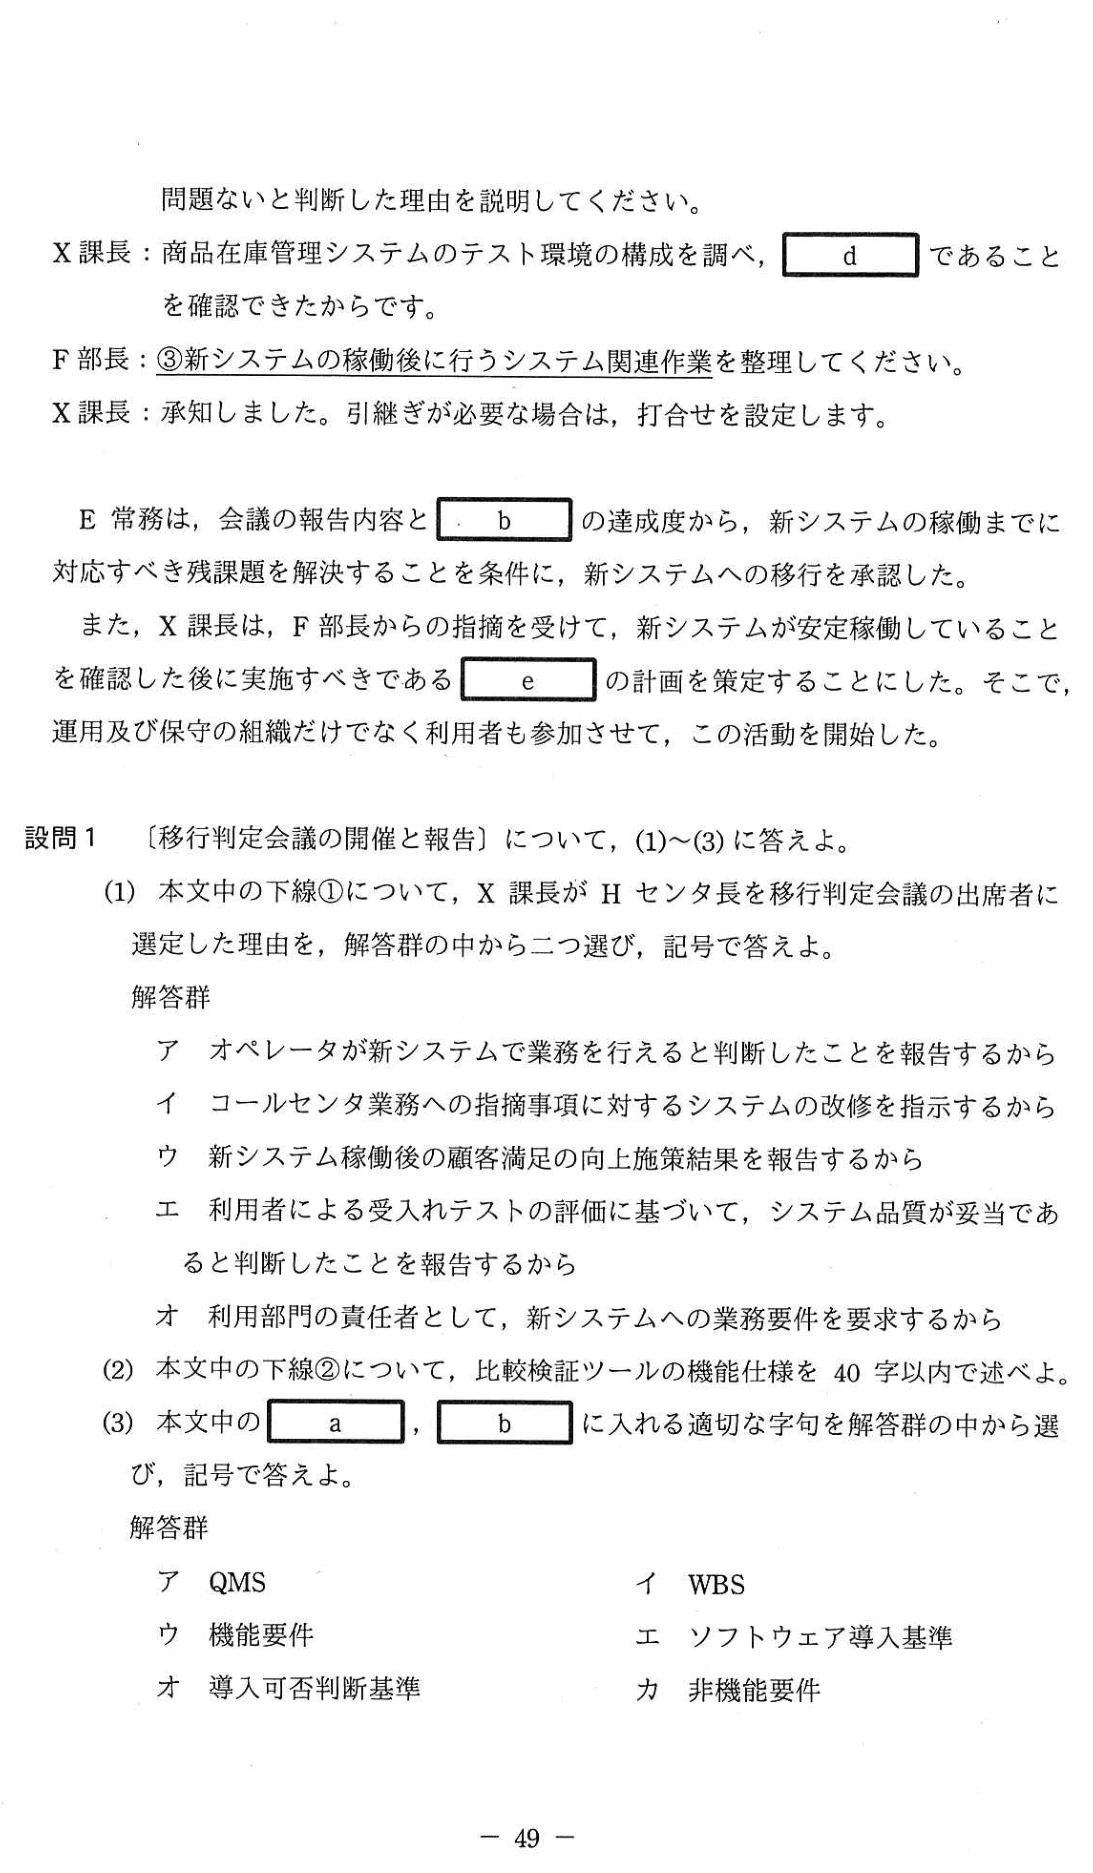 問題ないと判断した理由を説明してください。
X課長：商品在庫管理システムのテスト環境の構成を調べ， d であること
を確認できたからです。
F部長：③新システムの稼働後に行うシステム関連作業を整理してください。
X課長：承知しました。引継ぎが必要な場合は，打合せを設定します。
E 常務は，会議の報告内容と b の達成度から，新システムの稼働までに
対応すべき残課題を解決することを条件に，新システムへの移行を承認した。
また，X 課長は，F 部長からの指摘を受けて，新システムが安定稼働していること
を確認した後に実施すべきである e の計画を策定することにした。そこで，
運用及び保守の組織だけでなく利用者も参加させて，この活動を開始した。
設問1 〔移行判定会議の開催と報告〕について，(1)～(3)に答えよ。
(1) 本文中の下線①について，X 課長が H センタ長を移行判定会議の出席者に
選定した理由を，解答群の中から二つ選び，記号で答えよ。
解答群
ア オペレータが新システムで業務を行えると判断したことを報告するから
イ コールセンタ業務への指摘事項に対するシステムの改修を指示するから
ウ 新システム稼働後の顧客満足の向上施策結果を報告するから
エ 利用者による受入れテストの評価に基づいて，システム品質が妥当であ
ると判断したことを報告するから
オ 利用部門の責任者として，新システムへの業務要件を要求するから
(2) 本文中の下線②について，比較検証ツールの機能仕様を 40 字以内で述べよ。
(3) 本文中の a ， b に入れる適切な字句を解答群の中から選
び，記号で答えよ。
解答群
ア QMS イ WBS
ウ 機能要件 エ ソフトウェア導入基準
オ 導入可否判断基準 カ 非機能要件
－ 49 －